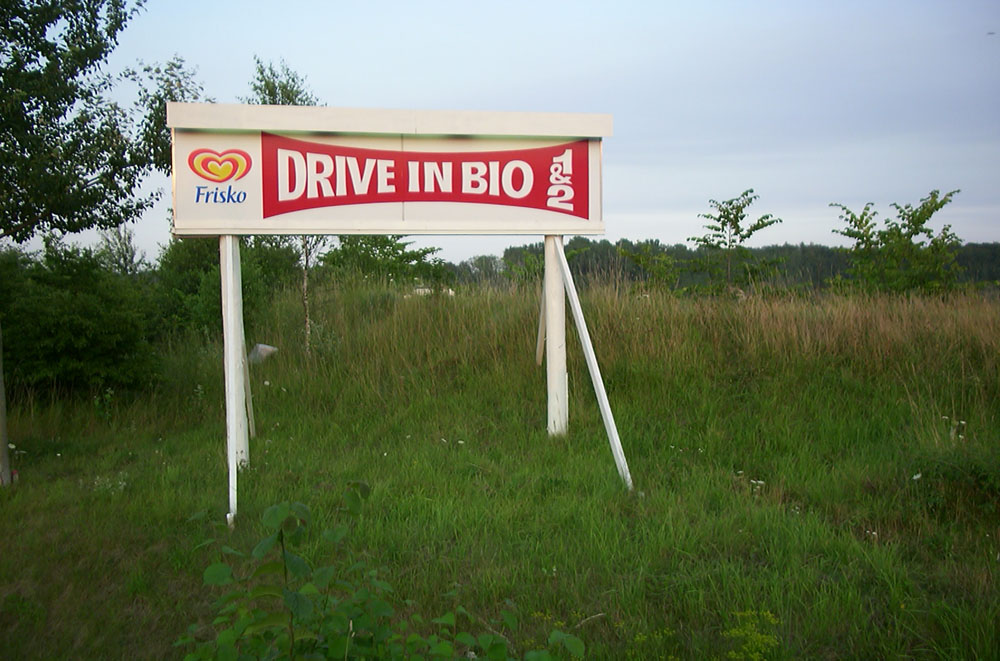 Frisko
DRIVE IN BIO
1&2